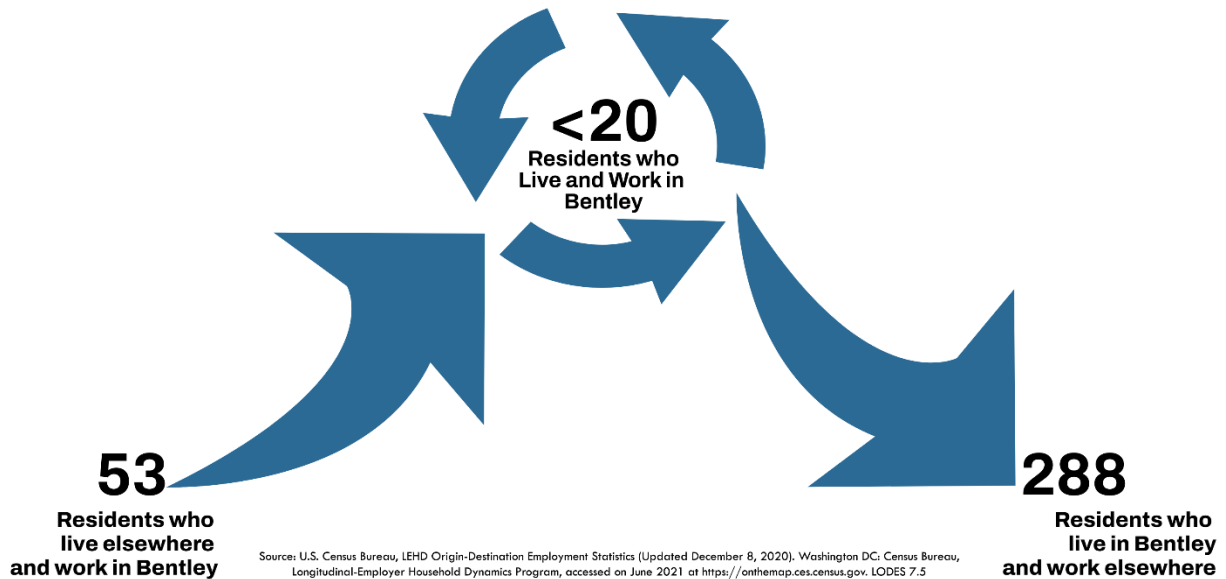 <20
Residents who
Live and Work in
Bentley
53
Residents who
live elsewhere
and work in Bentley
288
Residents who
live in Bentley
and work elsewhere
Source: U.S. Census Bureau, LEHD Origin-Destination Employment Statistics (Updated December 8, 2020). Washington DC: Census Bureau,
Longitudinal-Employer Household Dynamics Program, accessed on June 2021 at https://onthemap.ces.census.gov. LODES 7.5